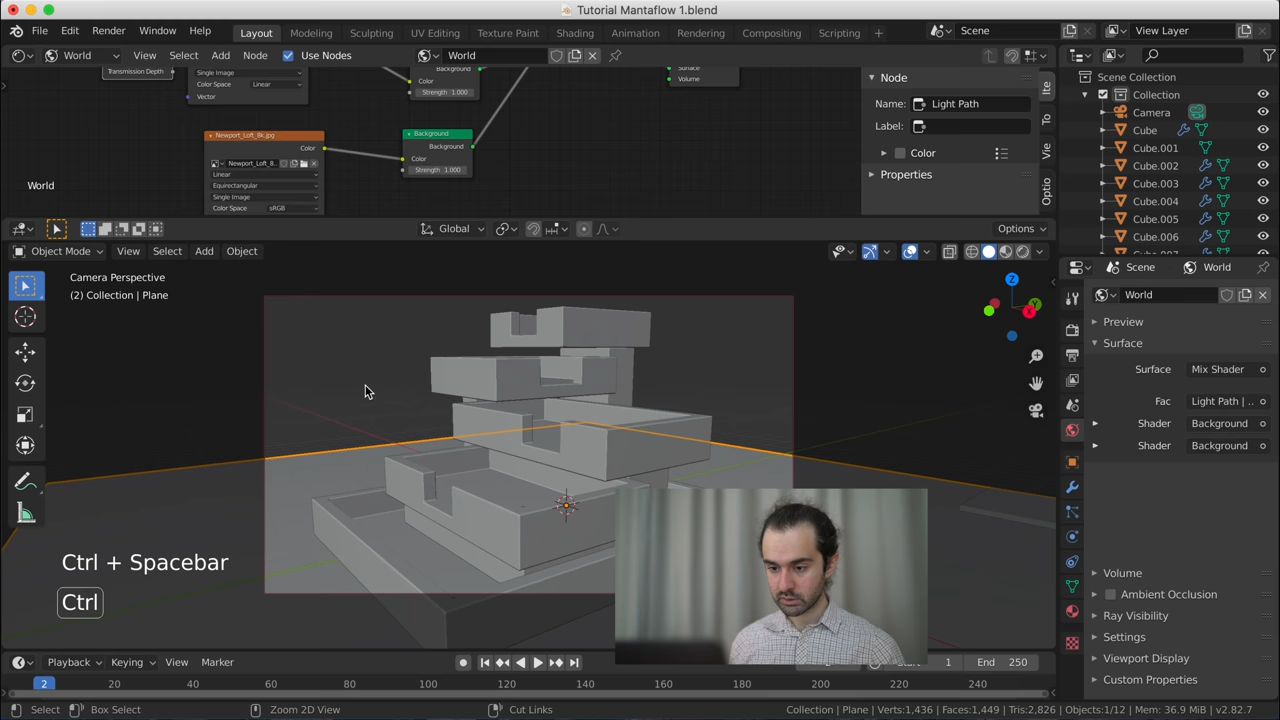 Tutorial Mantaflow 1.blend
File Edit Render Window Help
Layout Modeling Sculpting UV Editing Texture Paint Shading Animation Rendering Compositing Scripting +
Scene View Layer
World View Select Add Node Use Nodes World
Transmission Depth
Single Image
Color Space Linear
Vector
Background
Color
Strength 1.000
Surface
Volume
Node
Name: Light Path
Label:
Color
Properties
Ite
To
Vie
Optio
Newport_Loft_8k.jpg
Color
Newport_Loft_8..
Linear
Equirectangular
Single Image
Color Space sRGB
Background
Background
Color
Strength 1.000
World
Scene Collection
Collection
Camera
Cube
Cube.001
Cube.002
Cube.003
Cube.004
Cube.005
Cube.006
Global
Options
Object Mode View Select Add Object
Camera Perspective
(2) Collection | Plane
Z
Y
X
Ctrl + Spacebar
Ctrl
Scene World
World
Preview
Surface
Surface Mix Shader
Fac Light Path | ..
Shader Background
Shader Background
Volume
Ambient Occlusion
Ray Visibility
Settings
Viewport Display
Custom Properties
Playback Keying View Marker
Start 1 End 250
2 20 40 60 80 100 120 140 160 180 200 220 240
Select Box Select Zoom 2D View Cut Links
Collection | Plane | Verts:1,436 | Faces:1,449 | Tris:2,826 | Objects:1/12 | Mem: 36.9 MiB | v2.82.7